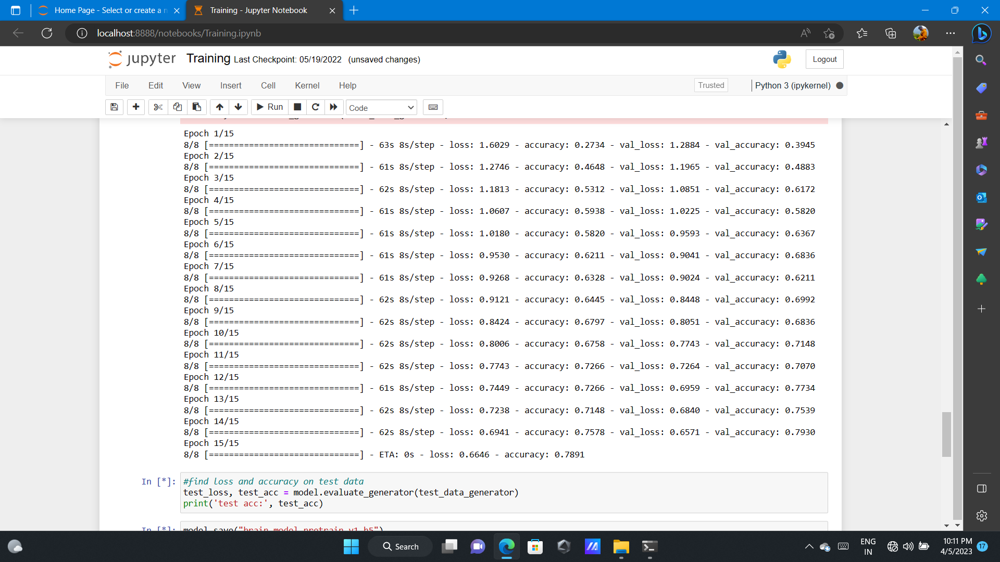 Home Page - Select or create a n
Training - Jupyter Notebook
localhost:8888/notebooks/Training.ipynb
jupyter Training Last Checkpoint: 05/19/2022 (unsaved changes)
Logout
File Edit View Insert Cell Kernel Help
Trusted
Python 3 (ipykernel)
Run
Code
Epoch 1/15
8/8 [==============================] - 63s 8s/step - loss: 1.6029 - accuracy: 0.2734 - val_loss: 1.2884 - val_accuracy: 0.3945
Epoch 2/15
8/8 [==============================] - 61s 8s/step - loss: 1.2746 - accuracy: 0.4648 - val_loss: 1.1965 - val_accuracy: 0.4883
Epoch 3/15
8/8 [==============================] - 62s 8s/step - loss: 1.1813 - accuracy: 0.5312 - val_loss: 1.0851 - val_accuracy: 0.6172
Epoch 4/15
8/8 [==============================] - 61s 8s/step - loss: 1.0607 - accuracy: 0.5938 - val_loss: 1.0225 - val_accuracy: 0.5820
Epoch 5/15
8/8 [==============================] - 61s 8s/step - loss: 1.0180 - accuracy: 0.5820 - val_loss: 0.9593 - val_accuracy: 0.6367
Epoch 6/15
8/8 [==============================] - 61s 8s/step - loss: 0.9530 - accuracy: 0.6211 - val_loss: 0.9041 - val_accuracy: 0.6836
Epoch 7/15
8/8 [==============================] - 61s 8s/step - loss: 0.9268 - accuracy: 0.6328 - val_loss: 0.9024 - val_accuracy: 0.6211
Epoch 8/15
8/8 [==============================] - 62s 8s/step - loss: 0.9121 - accuracy: 0.6445 - val_loss: 0.8448 - val_accuracy: 0.6992
Epoch 9/15
8/8 [==============================] - 62s 8s/step - loss: 0.8424 - accuracy: 0.6797 - val_loss: 0.8051 - val_accuracy: 0.6836
Epoch 10/15
8/8 [==============================] - 62s 8s/step - loss: 0.8006 - accuracy: 0.6758 - val_loss: 0.7743 - val_accuracy: 0.7148
Epoch 11/15
8/8 [==============================] - 62s 8s/step - loss: 0.7743 - accuracy: 0.7266 - val_loss: 0.7264 - val_accuracy: 0.7070
Epoch 12/15
8/8 [==============================] - 61s 8s/step - loss: 0.7449 - accuracy: 0.7266 - val_loss: 0.6959 - val_accuracy: 0.7734
Epoch 13/15
8/8 [==============================] - 62s 8s/step - loss: 0.7238 - accuracy: 0.7148 - val_loss: 0.6840 - val_accuracy: 0.7539
Epoch 14/15
8/8 [==============================] - 62s 8s/step - loss: 0.6941 - accuracy: 0.7578 - val_loss: 0.6571 - val_accuracy: 0.7930
Epoch 15/15
8/8 [==============================] - ETA: 0s - loss: 0.6646 - accuracy: 0.7891
In [*]: #find loss and accuracy on test data
test_loss, test_acc = model.evaluate_generator(test_data_generator)
print('test acc:', test_acc)
In [*]: model.save("brain_model_pretrain_v1.h5")
Search
ENG
IN
10:11 PM
4/5/2023
17